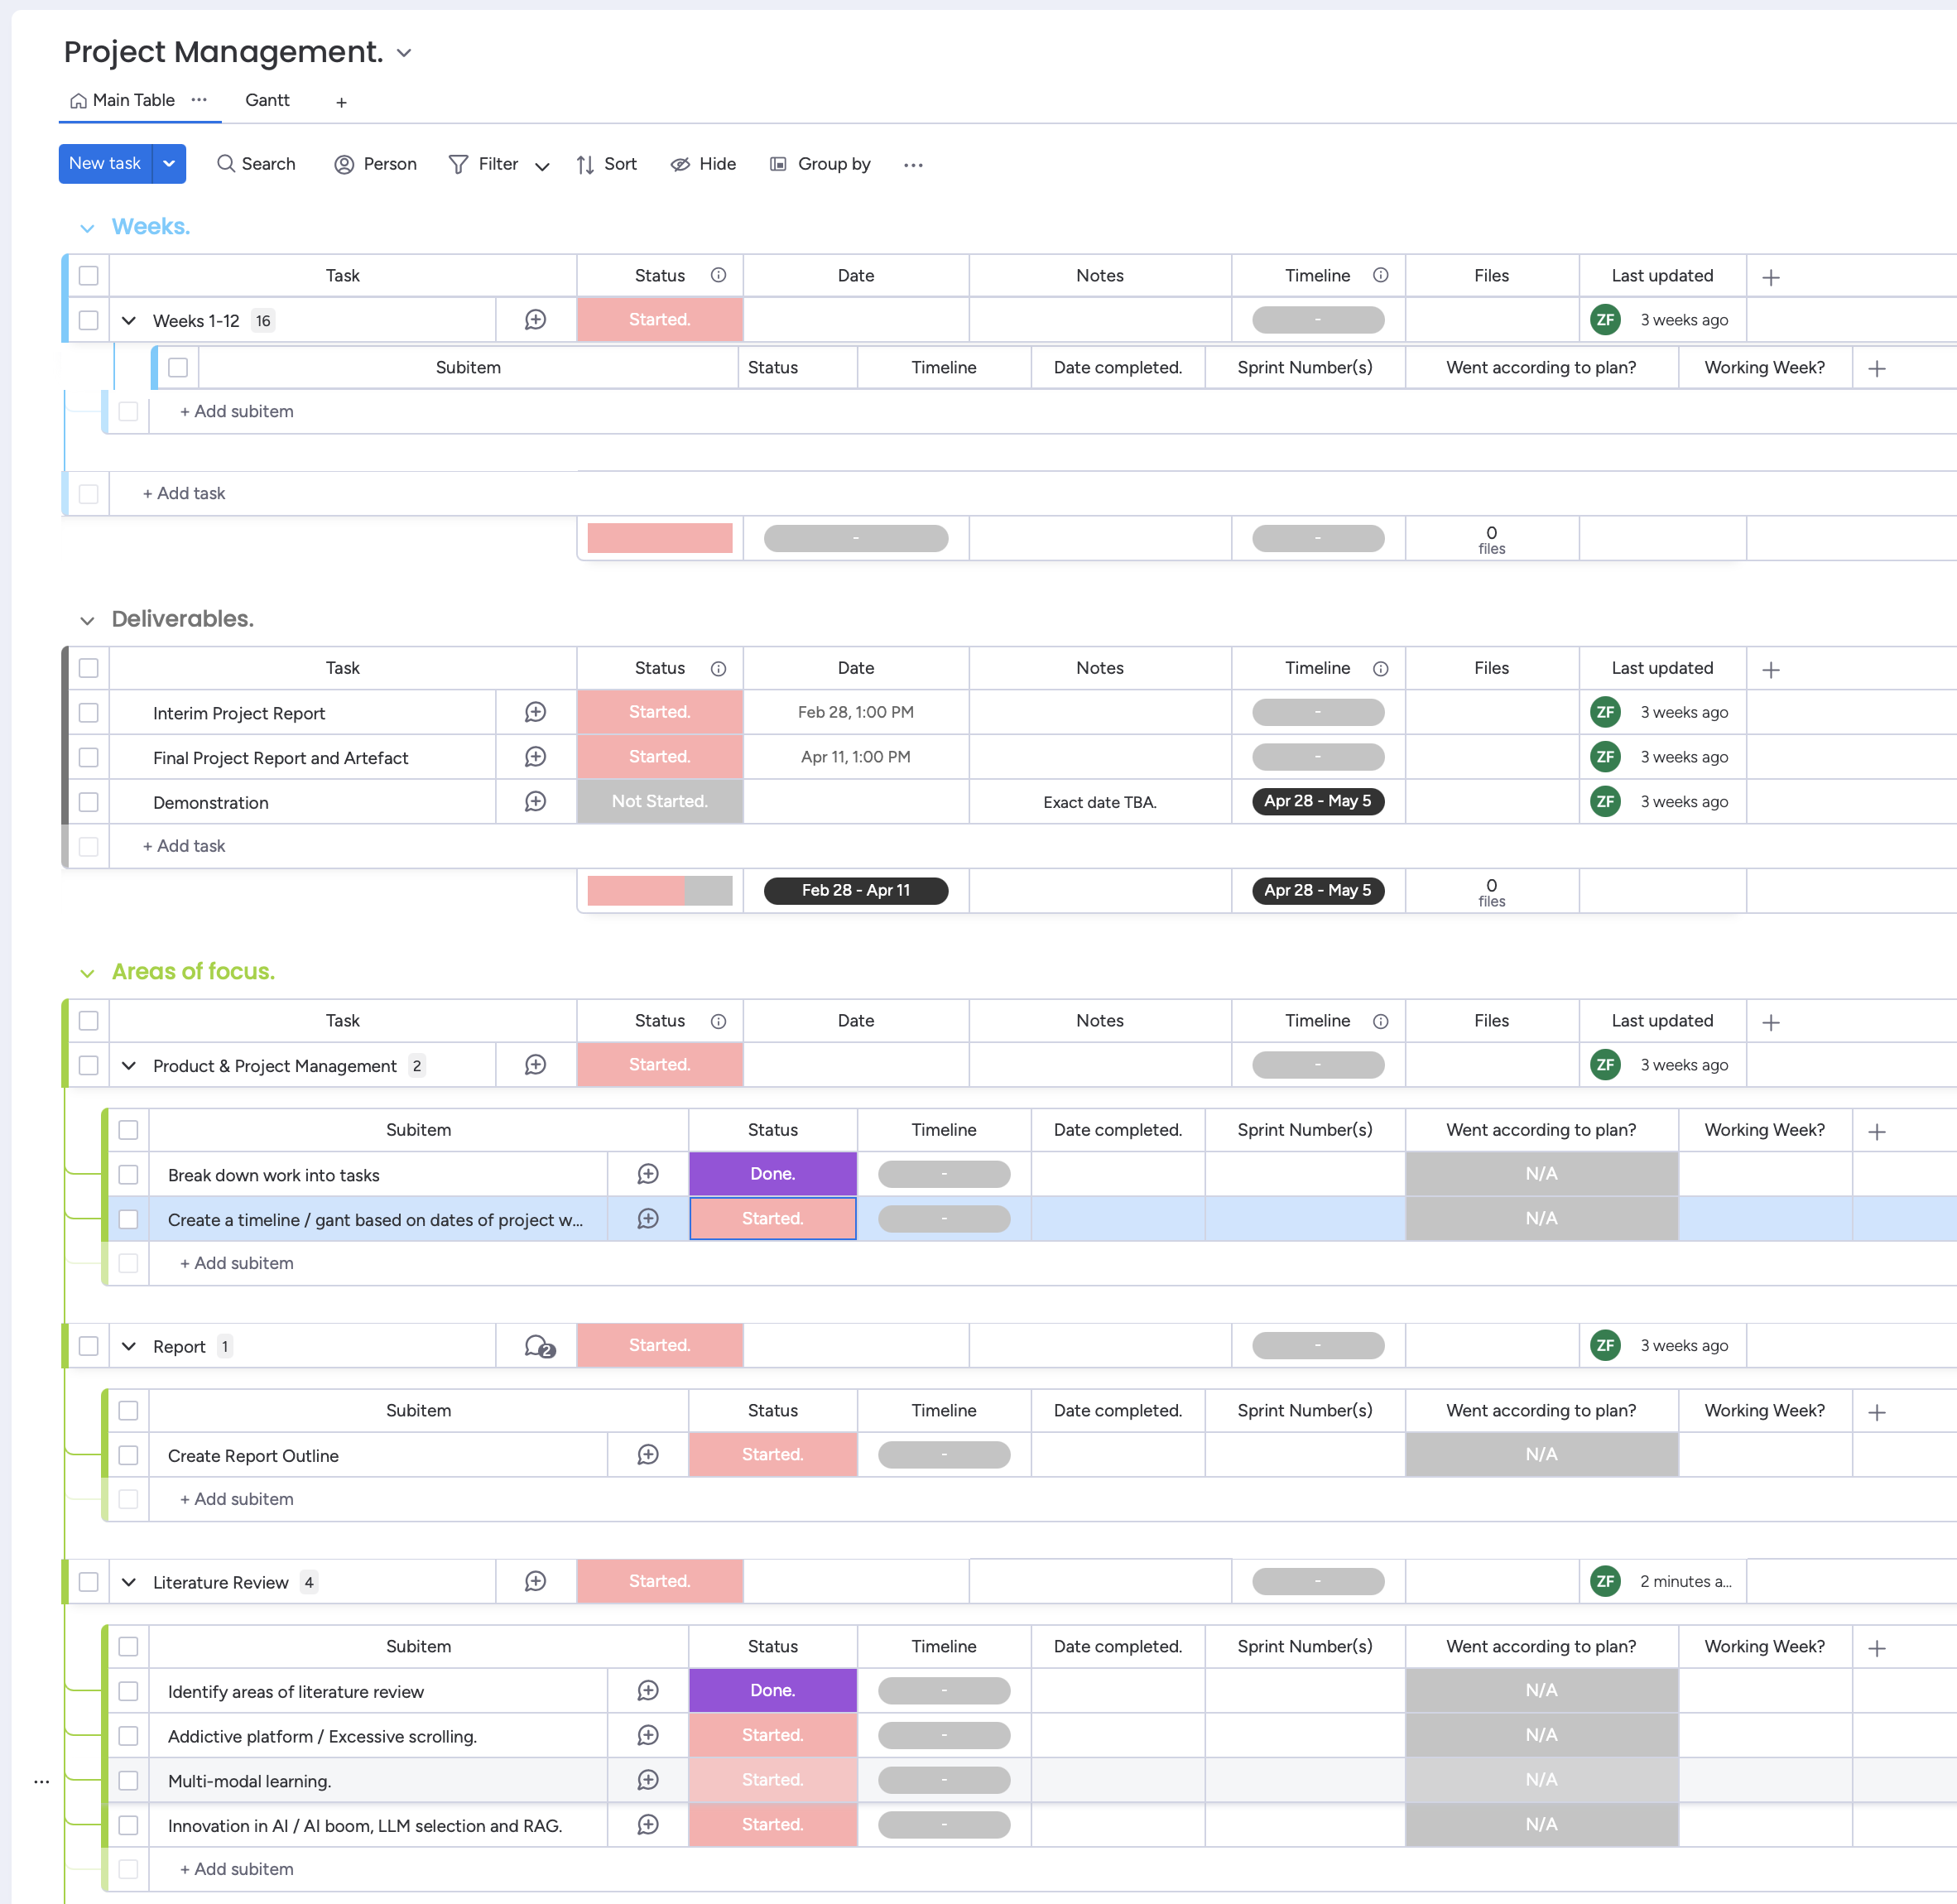 Project Management.
Main Table ... Gantt +
New task Search Person Filter Sort Hide Group by ...
Weeks.
Task Status Date Notes Timeline Files Last updated +
Weeks 1-12 16 Started. - ZF 3 weeks ago
Subitem Status Timeline Date completed. Sprint Number(s) Went according to plan? Working Week? +
+ Add subitem
+ Add task
- - 0
files
Deliverables.
Task Status Date Notes Timeline Files Last updated +
Interim Project Report Started. Feb 28, 1:00 PM - ZF 3 weeks ago
Final Project Report and Artefact Started. Apr 11, 1:00 PM - ZF 3 weeks ago
Demonstration Not Started. Exact date TBA. Apr 28 - May 5 ZF 3 weeks ago
+ Add task
Feb 28 - Apr 11 Apr 28 - May 5 0
files
Areas of focus.
Task Status Date Notes Timeline Files Last updated +
Product & Project Management 2 Started. - ZF 3 weeks ago
Subitem Status Timeline Date completed. Sprint Number(s) Went according to plan? Working Week? +
Break down work into tasks Done. - N/A
Create a timeline / gant based on dates of project w... Started. - N/A
+ Add subitem
Report 1 2 Started. - ZF 3 weeks ago
Subitem Status Timeline Date completed. Sprint Number(s) Went according to plan? Working Week? +
Create Report Outline Started. - N/A
+ Add subitem
Literature Review 4 Started. - ZF 2 minutes a...
Subitem Status Timeline Date completed. Sprint Number(s) Went according to plan? Working Week? +
Identify areas of literature review Done. - N/A
Addictive platform / Excessive scrolling. Started. - N/A
... Multi-modal learning. Started. - N/A
Innovation in AI / AI boom, LLM selection and RAG. Started. - N/A
+ Add subitem